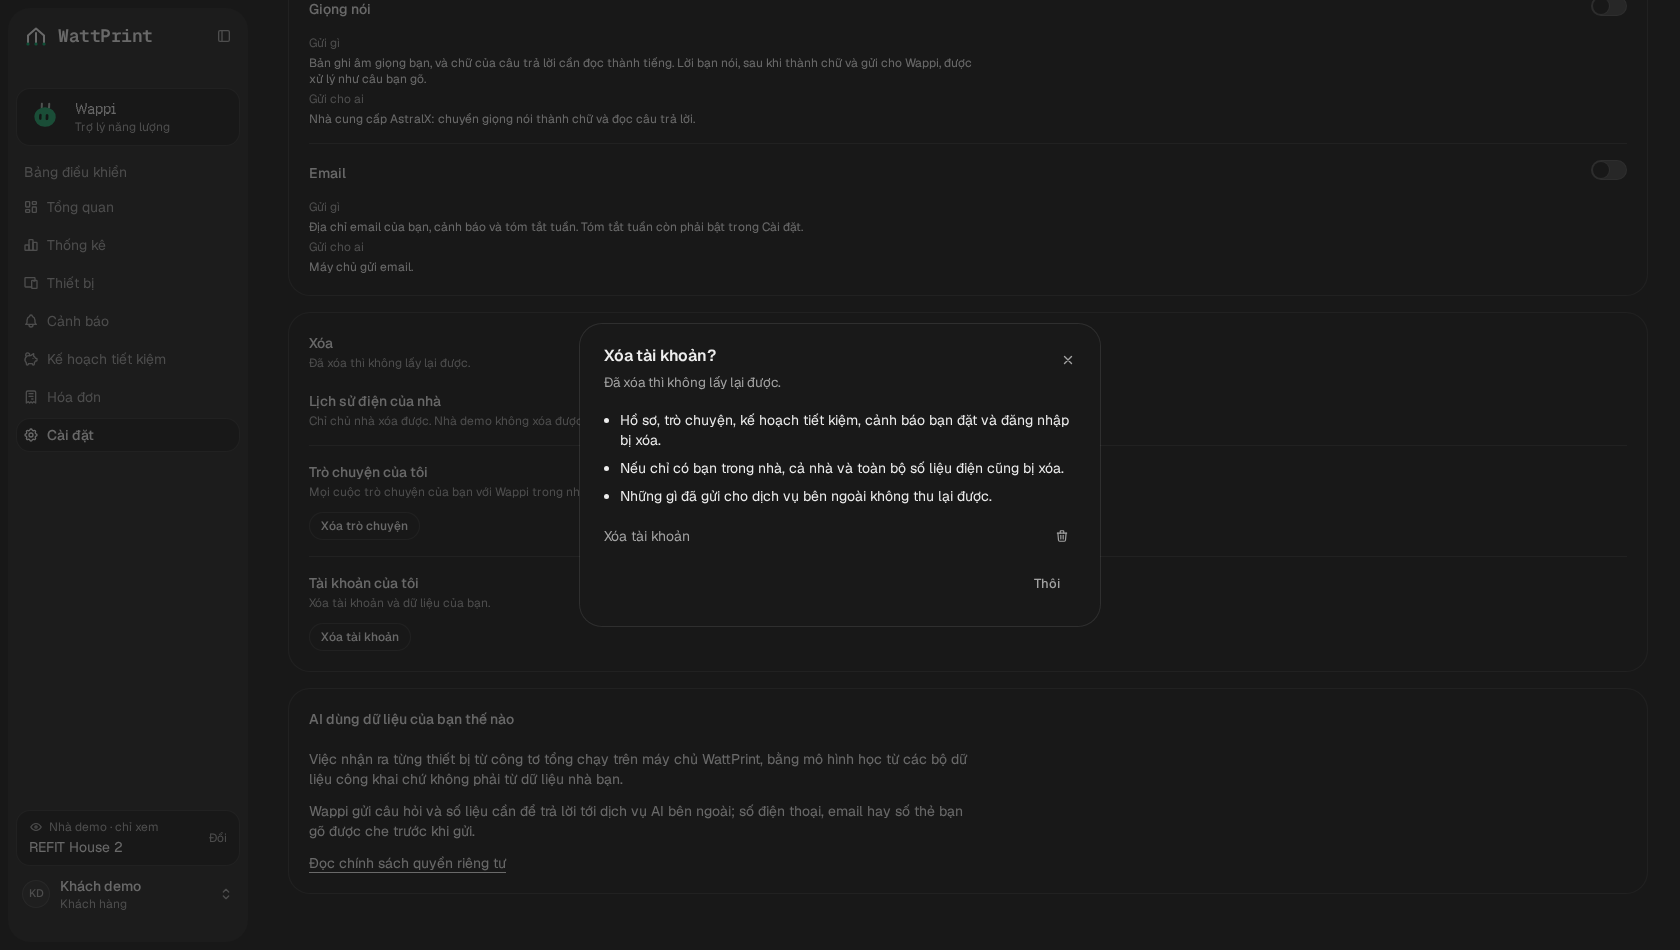 WattPrint
Wappi
Trợ lý năng lượng
Bảng điều khiển
Tổng quan
Thống kê
Thiết bị
Cảnh báo
Kế hoạch tiết kiệm
Hóa đơn
Cài đặt
Nhà demo · chỉ xem
REFIT House 2
Đổi
KD
Khách demo
Khách hàng
Giọng nói
Gửi gì
Bản ghi âm giọng bạn, và chữ của câu trả lời cần đọc thành tiếng. Lời bạn nói, sau khi thành chữ và gửi cho Wappi, được
xử lý như câu bạn gõ.
Gửi cho ai
Nhà cung cấp AstralX: chuyển giọng nói thành chữ và đọc câu trả lời.
Email
Gửi gì
Địa chỉ email của bạn, cảnh báo và tóm tắt tuần. Tóm tắt tuần còn phải bật trong Cài đặt.
Gửi cho ai
Máy chủ gửi email.
Xóa
Đã xóa thì không lấy lại được.
Lịch sử điện của nhà
Chỉ chủ nhà xóa được. Nhà demo không xóa được
Trò chuyện của tôi
Mọi cuộc trò chuyện của bạn với Wappi trong
Xóa trò chuyện
Tài khoản của tôi
Xóa tài khoản và dữ liệu của bạn.
Xóa tài khoản
Xóa tài khoản?
Đã xóa thì không lấy lại được.
Hồ sơ, trò chuyện, kế hoạch tiết kiệm, cảnh báo bạn đặt và đăng nhập
bị xóa.
Nếu chỉ có bạn trong nhà, cả nhà và toàn bộ số liệu điện cũng bị xóa.
Những gì đã gửi cho dịch vụ bên ngoài không thu lại được.
Xóa tài khoản
Thôi
AI dùng dữ liệu của bạn thế nào
Việc nhận ra từng thiết bị từ công tơ tổng chạy trên máy chủ WattPrint, bằng mô hình học từ các bộ dữ
liệu công khai chứ không phải từ dữ liệu nhà bạn.
Wappi gửi câu hỏi và số liệu cần để trả lời tới dịch vụ AI bên ngoài; số điện thoại, email hay số thẻ bạn
gõ được che trước khi gửi.
Đọc chính sách quyền riêng tư